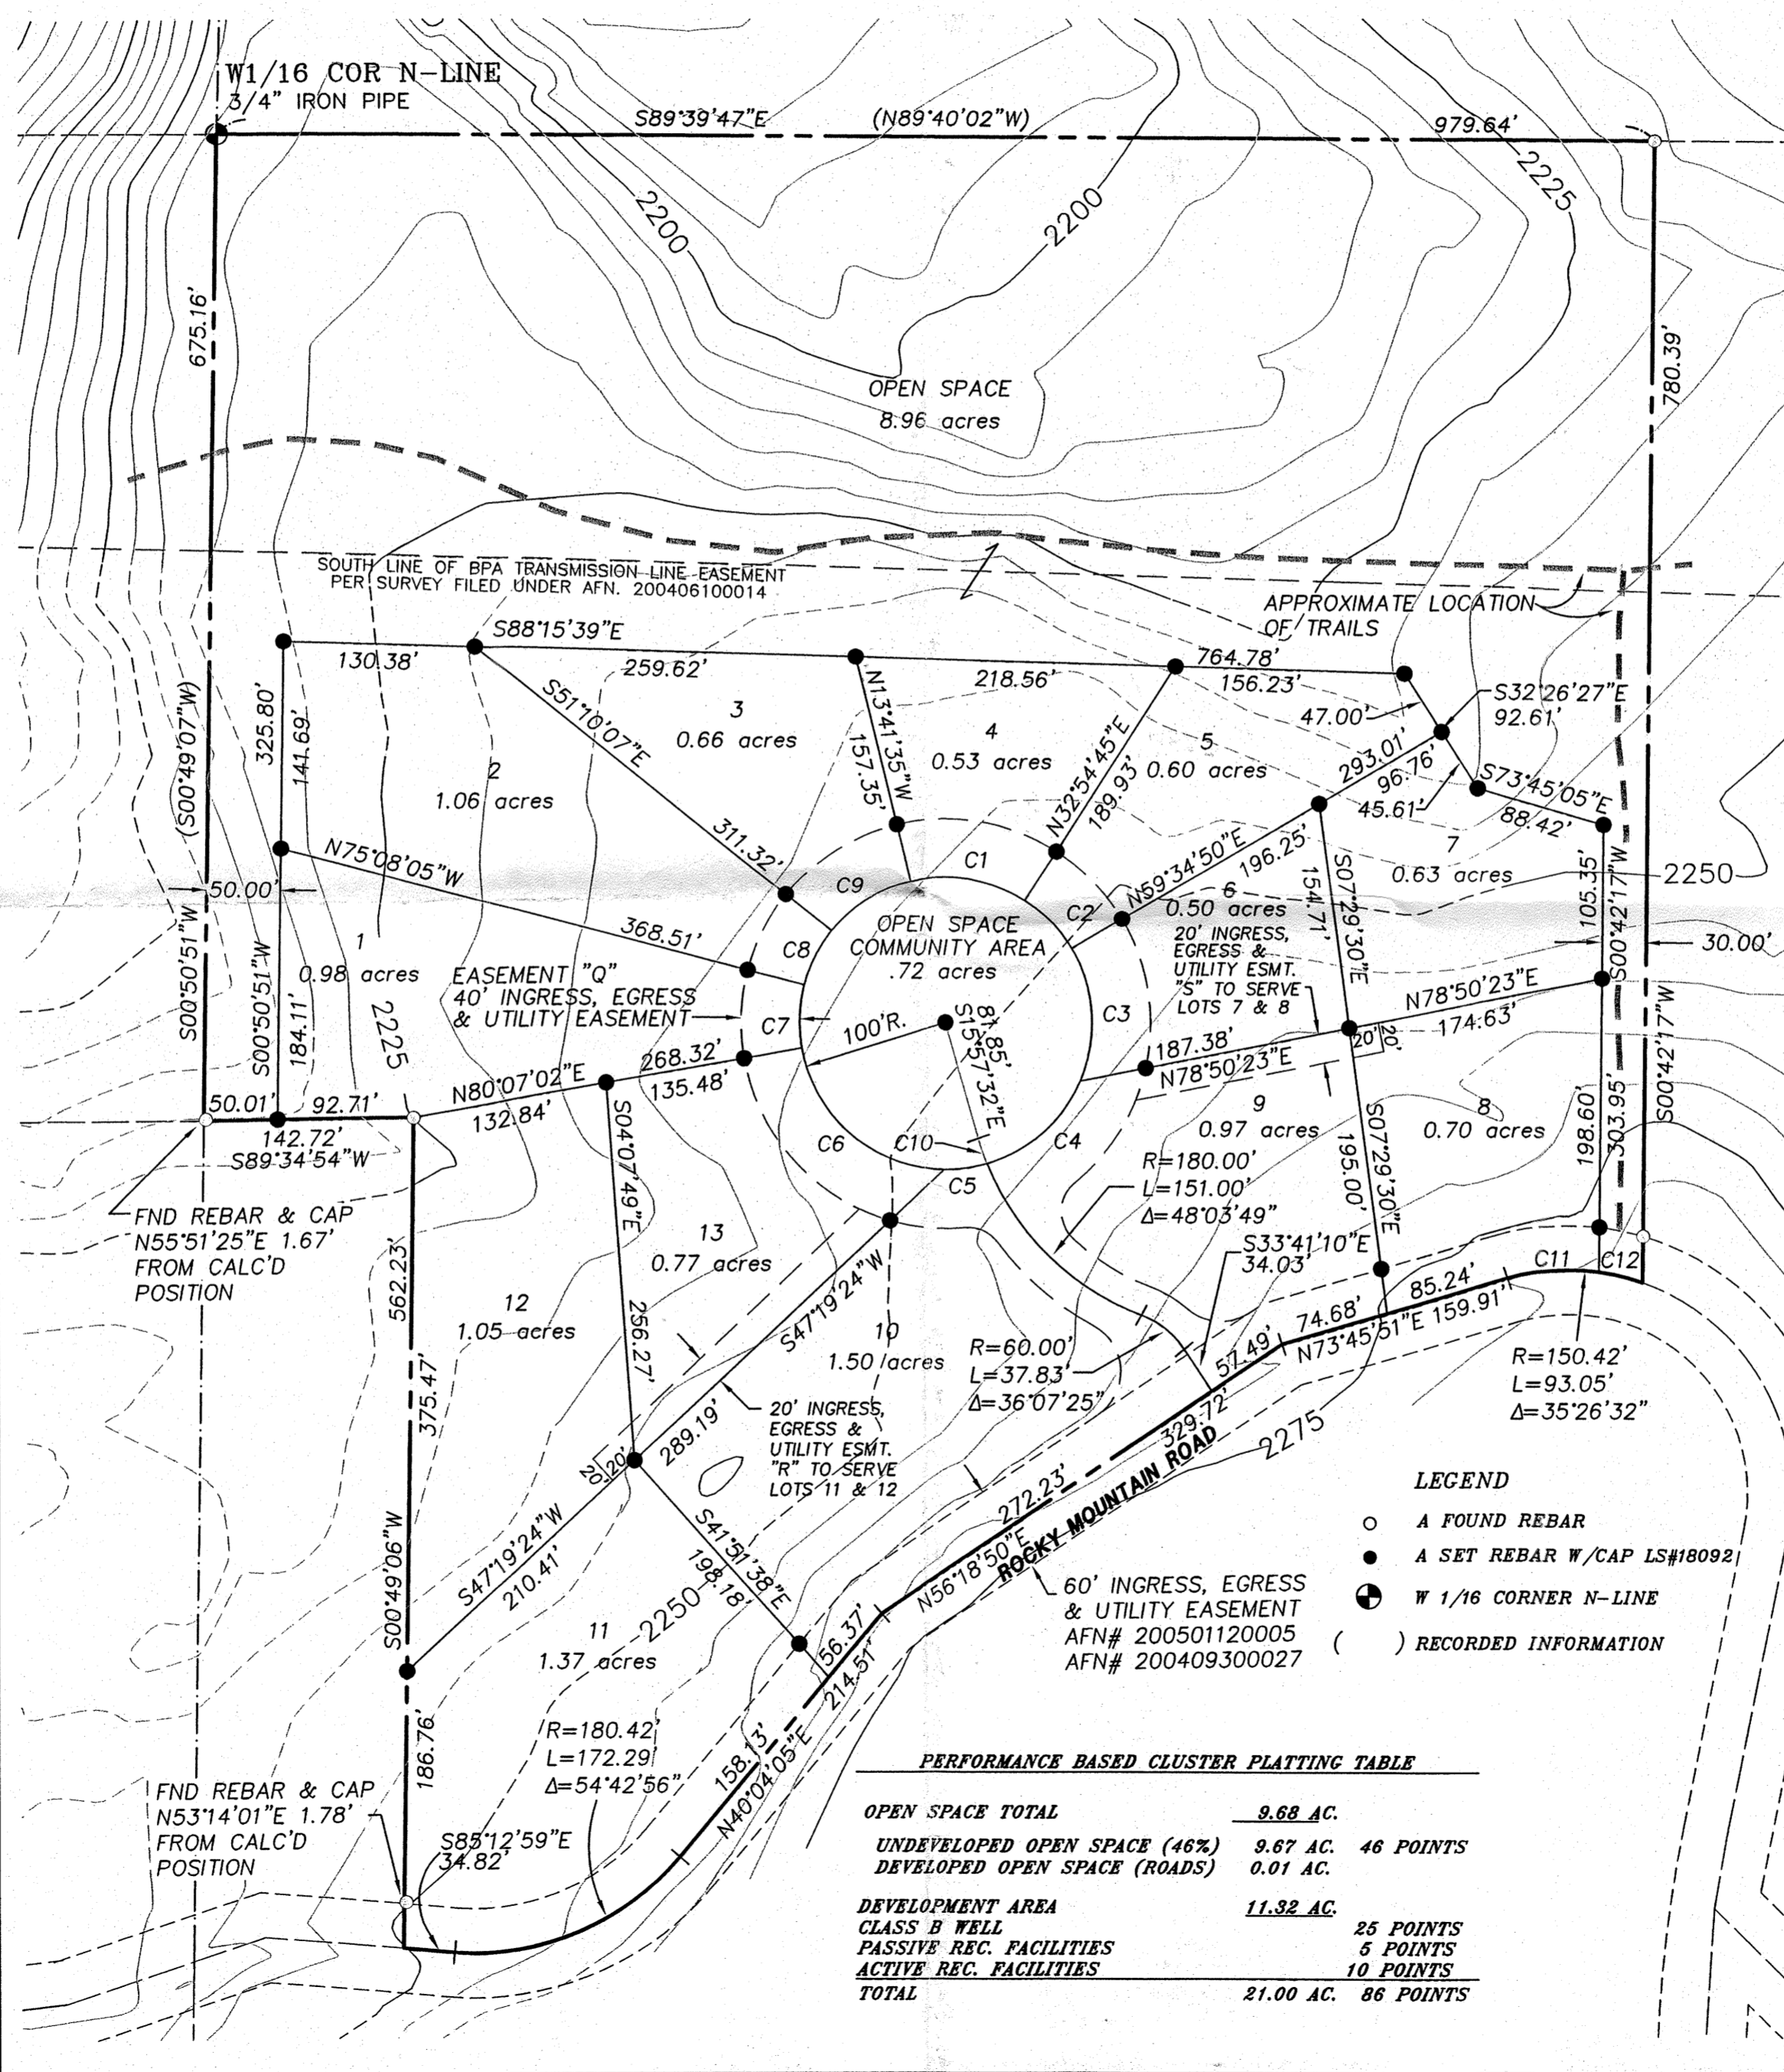 W1/16 COR N-LINE
3/4" IRON PIPE
S89°39'47"E (N89°40'02"W) 979.64'
2200
2200
2225
675.16'
780.39'
OPEN SPACE
8.96 acres
SOUTH LINE OF BPA TRANSMISSION LINE EASEMENT
PER SURVEY FILED UNDER AFN. 200406100014
1
APPROXIMATE LOCATION
OF TRAILS
S88°15'39"E
130.38'
259.62'
218.56'
764.78'
156.23'
S32°26'27"E
92.61'
47.00'
45.61'
(S00°49'07"W)
325.80'
141.69'
S51°10'07"E
311.32'
N13°41'35"W
157.35'
N32°54'45"E
189.93'
293.01'
96.76'
S73°45'05"E
88.42'
3
0.66 acres
4
0.53 acres
5
0.60 acres
2
1.06 acres
7
0.63 acres
2250
N75°08'05"W
368.51'
50.00'
N59°34'50"E
196.25'
S07°29'30"E
154.71'
105.35'
S00°42'17"W
30.00'
C1
C2
C9
C8
C7
C3
C6
C10
C4
C5
6
0.50 acres
20' INGRESS,
EGRESS &
UTILITY ESMT.
"S" TO SERVE
LOTS 7 & 8
OPEN SPACE
COMMUNITY AREA
.72 acres
1
0.98 acres
EASEMENT "Q"
40' INGRESS, EGRESS
& UTILITY EASEMENT
S00°50'51"W
S00°50'51"W
184.11'
2225
100'R.
81.85'
S15°57'32"E
N78°50'23"E
174.63'
187.38'
N78°50'23"E
20'
20'
S00°42'17"W
50.01'
92.71'
142.72'
S89°34'54"W
N80°07'02"E
132.84'
268.32'
135.48'
FND REBAR & CAP
N55°51'25"E 1.67'
FROM CALC'D
POSITION
9
0.97 acres
8
0.70 acres
S07°29'30"E
195.00'
198.60'
303.95'
R=180.00'
L=151.00'
Δ=48°03'49"
S33°41'10"E
34.03'
S04°07'49"E
256.27'
13
0.77 acres
562.23'
375.47'
12
1.05 acres
S47°19'24"W
289.19'
10
1.50 acres
R=60.00'
L=37.83'
Δ=36°07'25"
C11
C12
85.24'
74.68'
N73°45'51"E 159.91'
57.49'
329.72'
R=150.42'
L=93.05'
Δ=35°26'32"
20' INGRESS,
EGRESS &
UTILITY ESMT.
"R" TO SERVE
LOTS 11 & 12
20'
20'
2275
S00°49'06"W
S47°19'24"W
210.41'
S41°51'38"E
198.18'
272.23'
N56°18'50"E
ROCKY MOUNTAIN ROAD
60' INGRESS, EGRESS
& UTILITY EASEMENT
AFN# 200501120005
AFN# 200409300027
LEGEND
A FOUND REBAR
A SET REBAR W/CAP LS#18092
W 1/16 CORNER N-LINE
( ) RECORDED INFORMATION
2250
11
1.37 acres
56.37'
214.51'
186.76'
R=180.42'
L=172.29'
Δ=54°42'56"
158.13'
N40°04'05"E
FND REBAR & CAP
N53°14'01"E 1.78'
FROM CALC'D
POSITION
S85°12'59"E
34.82'
PERFORMANCE BASED CLUSTER PLATTING TABLE
OPEN SPACE TOTAL 9.68 AC.
UNDEVELOPED OPEN SPACE (46%) 9.67 AC. 46 POINTS
DEVELOPED OPEN SPACE (ROADS) 0.01 AC.
DEVELOPMENT AREA 11.32 AC.
CLASS B WELL 25 POINTS
PASSIVE REC. FACILITIES 5 POINTS
ACTIVE REC. FACILITIES 10 POINTS
TOTAL 21.00 AC. 86 POINTS